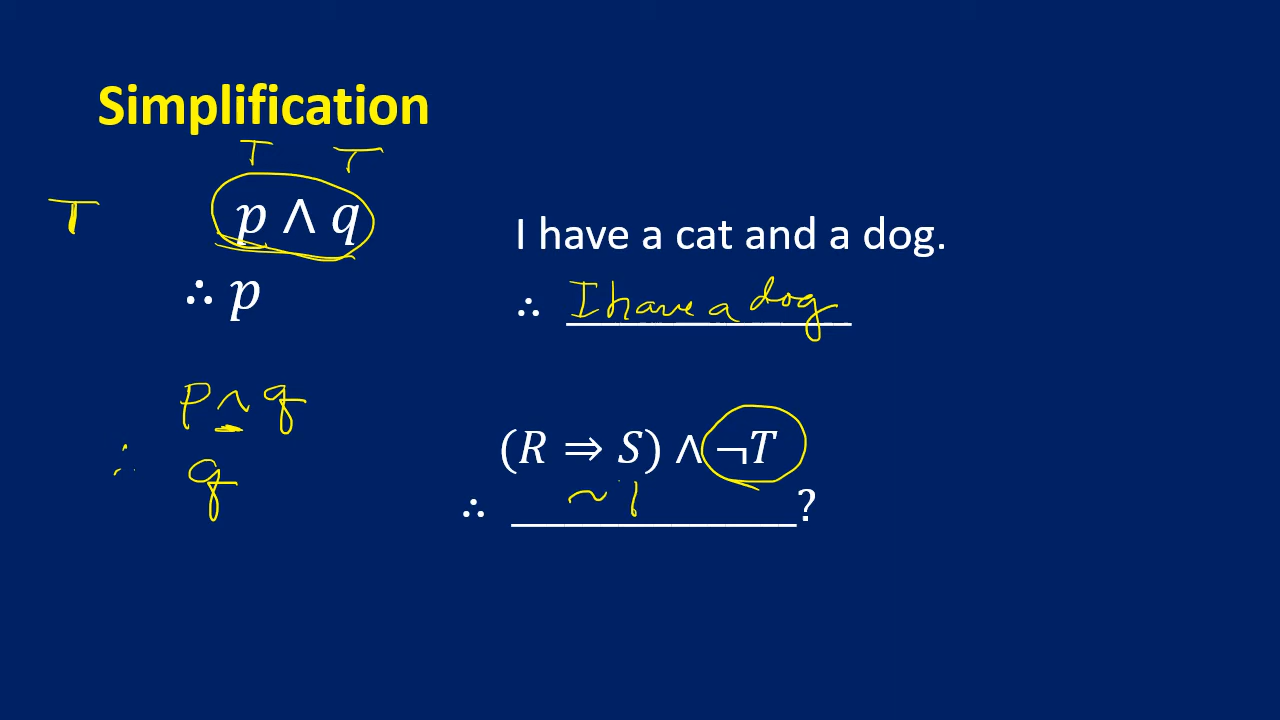 Simplification
T T
T p ∧ q
∴ p
I have a cat and a dog.
∴ I have a dog
p ∧ q
∴ q
(R ⇒ S) ∧ ¬T
∴ ~ ?